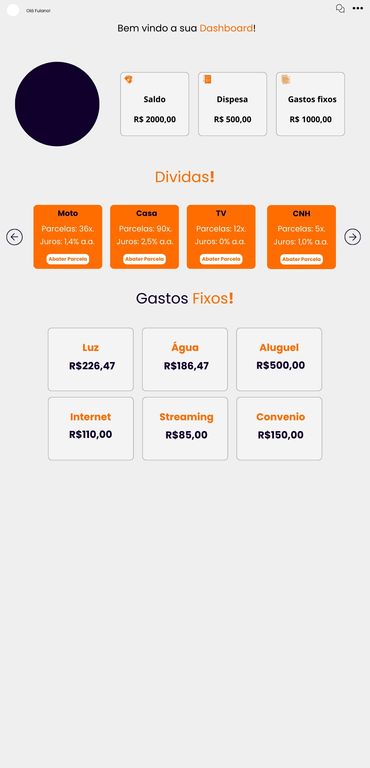 Olá Fulano!
Bem vindo a sua Dashboard!
Saldo
R$ 2000,00
Dispesa
R$ 500,00
Gastos fixos
R$ 1000,00
Dividas!
Moto
Parcelas: 36x.
Juros: 1,4% a.a.
Abater Parcela
Casa
Parcelas: 90x.
Juros: 2,5% a.a.
Abater Parcela
TV
Parcelas: 12x.
Juros: 0% a.a.
Abater Parcela
CNH
Parcelas: 5x.
Juros: 1,0% a.a.
Abater Parcela
Gastos Fixos!
Luz
R$226,47
Água
R$186,47
Aluguel
R$500,00
Internet
R$110,00
Streaming
R$85,00
Convenio
R$150,00